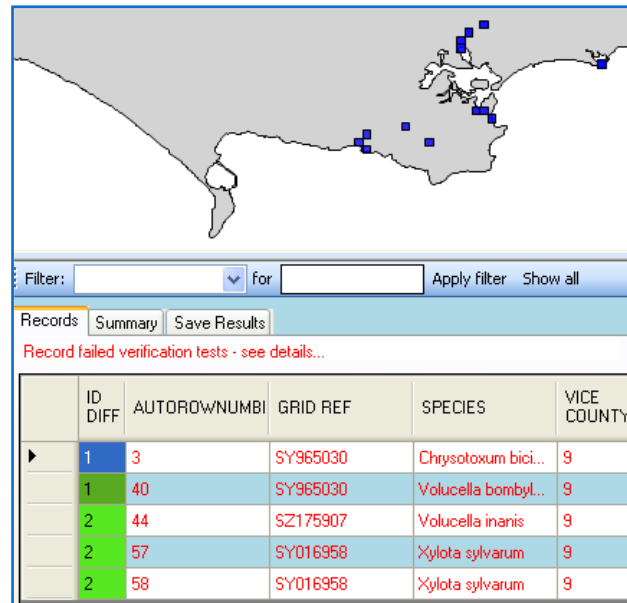 Filter: for Apply filter Show all
Records Summary Save Results
Record failed verification tests - see details...
ID DIFF AUTOROWNUMBI GRID REF SPECIES VICE COUNTY
1 3 SY965030 Chrysotoxum bici... 9
1 40 SY965030 Volucella bombyl... 9
2 44 SZ175907 Volucella inanis 9
2 57 SY016958 Xylota sylvarum 9
2 58 SY016958 Xylota sylvarum 9